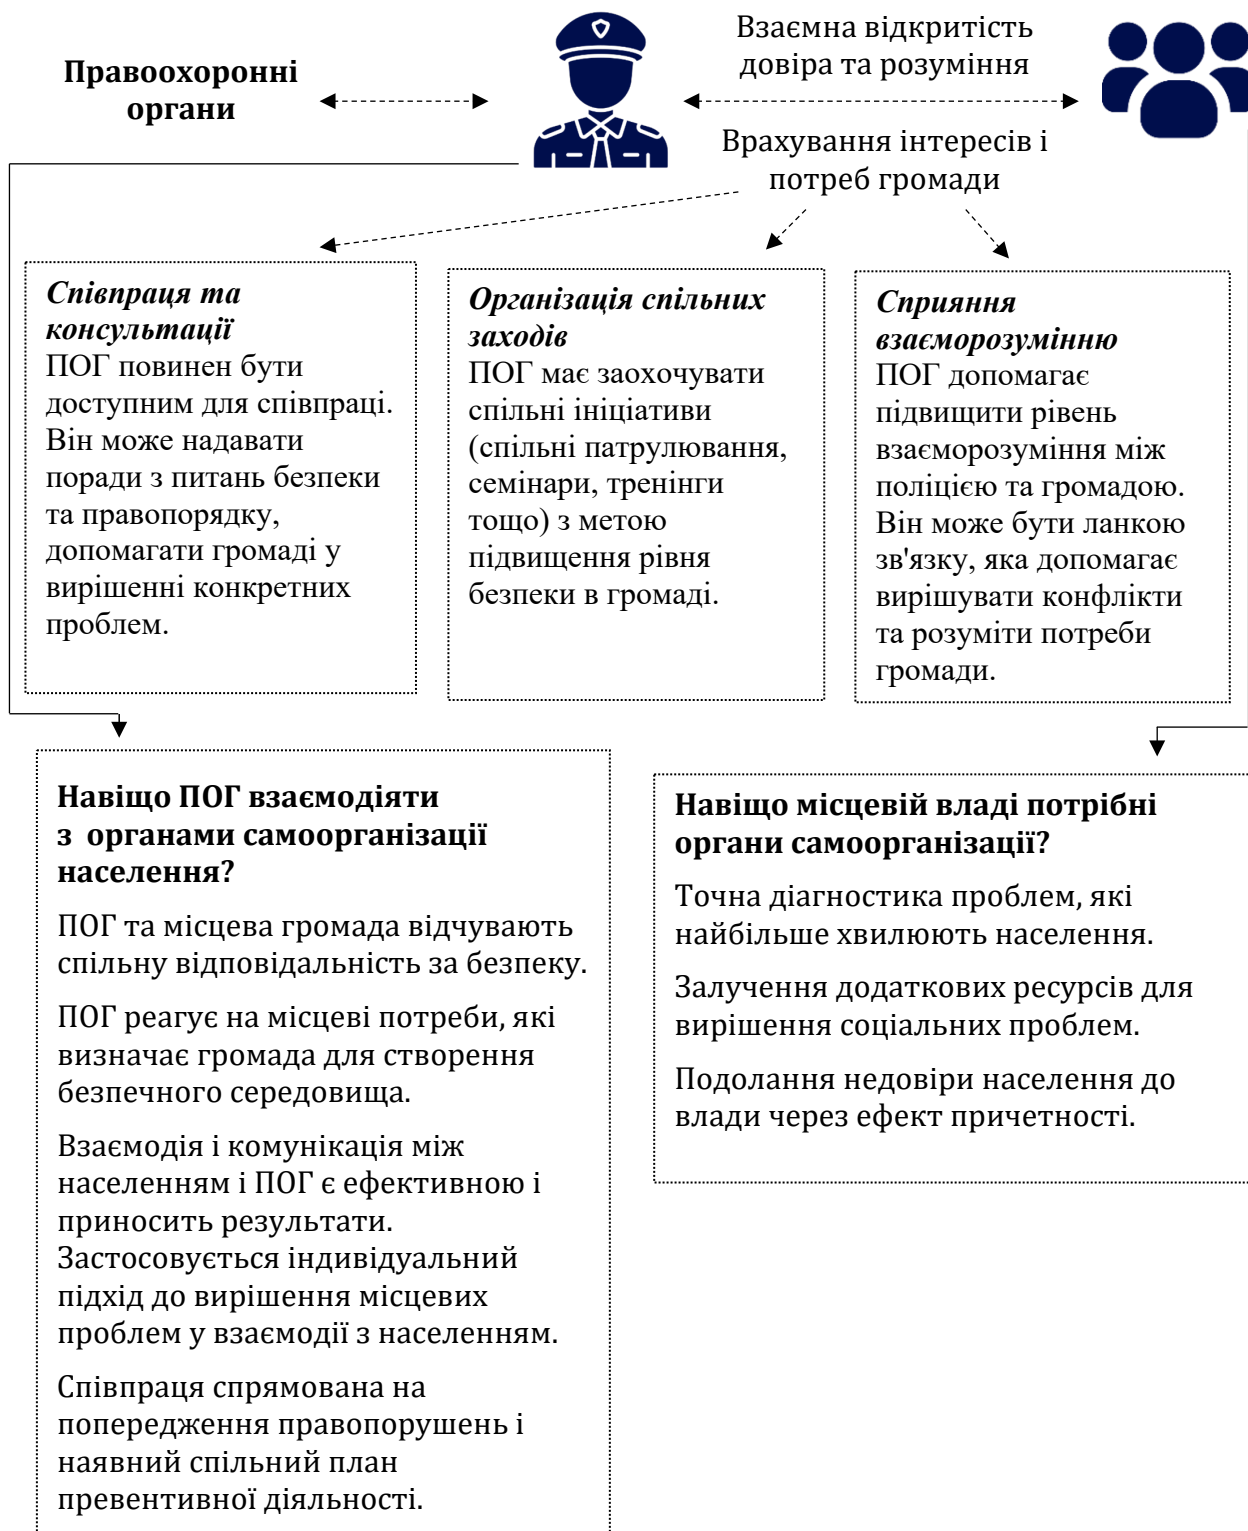 Правоохоронні
органи
Взаємна відкритість
довіра та розуміння
Врахування інтересів і
потреб громади
Співпраця та
консультації
ПОГ повинен бути
доступним для співпраці.
Він може надавати
поради з питань безпеки
та правопорядку,
допомагати громаді у
вирішенні конкретних
проблем.
Організація спільних
заходів
ПОГ має заохочувати
спільні ініціативи
(спільні патрулювання,
семінари, тренінги
тощо) з метою
підвищення рівня
безпеки в громаді.
Сприяння
взаєморозумінню
ПОГ допомагає
підвищити рівень
взаєморозуміння між
поліцією та громадою.
Він може бути ланкою
зв'язку, яка допомагає
вирішувати конфлікти
та розуміти потреби
громади.
Навіщо ПОГ взаємодіяти
з органами самоорганізації
населення?
ПОГ та місцева громада відчувають
спільну відповідальність за безпеку.
ПОГ реагує на місцеві потреби, які
визначає громада для створення
безпечного середовища.
Взаємодія і комунікація між
населенням і ПОГ є ефективною і
приносить результати.
Застосовується індивідуальний
підхід до вирішення місцевих
проблем у взаємодії з населенням.
Співпраця спрямована на
попередження правопорушень і
наявний спільний план
превентивної діяльності.
Навіщо місцевій владі потрібні
органи самоорганізації?
Точна діагностика проблем, які
найбільше хвилюють населення.
Залучення додаткових ресурсів для
вирішення соціальних проблем.
Подолання недовіри населення до
влади через ефект причетності.